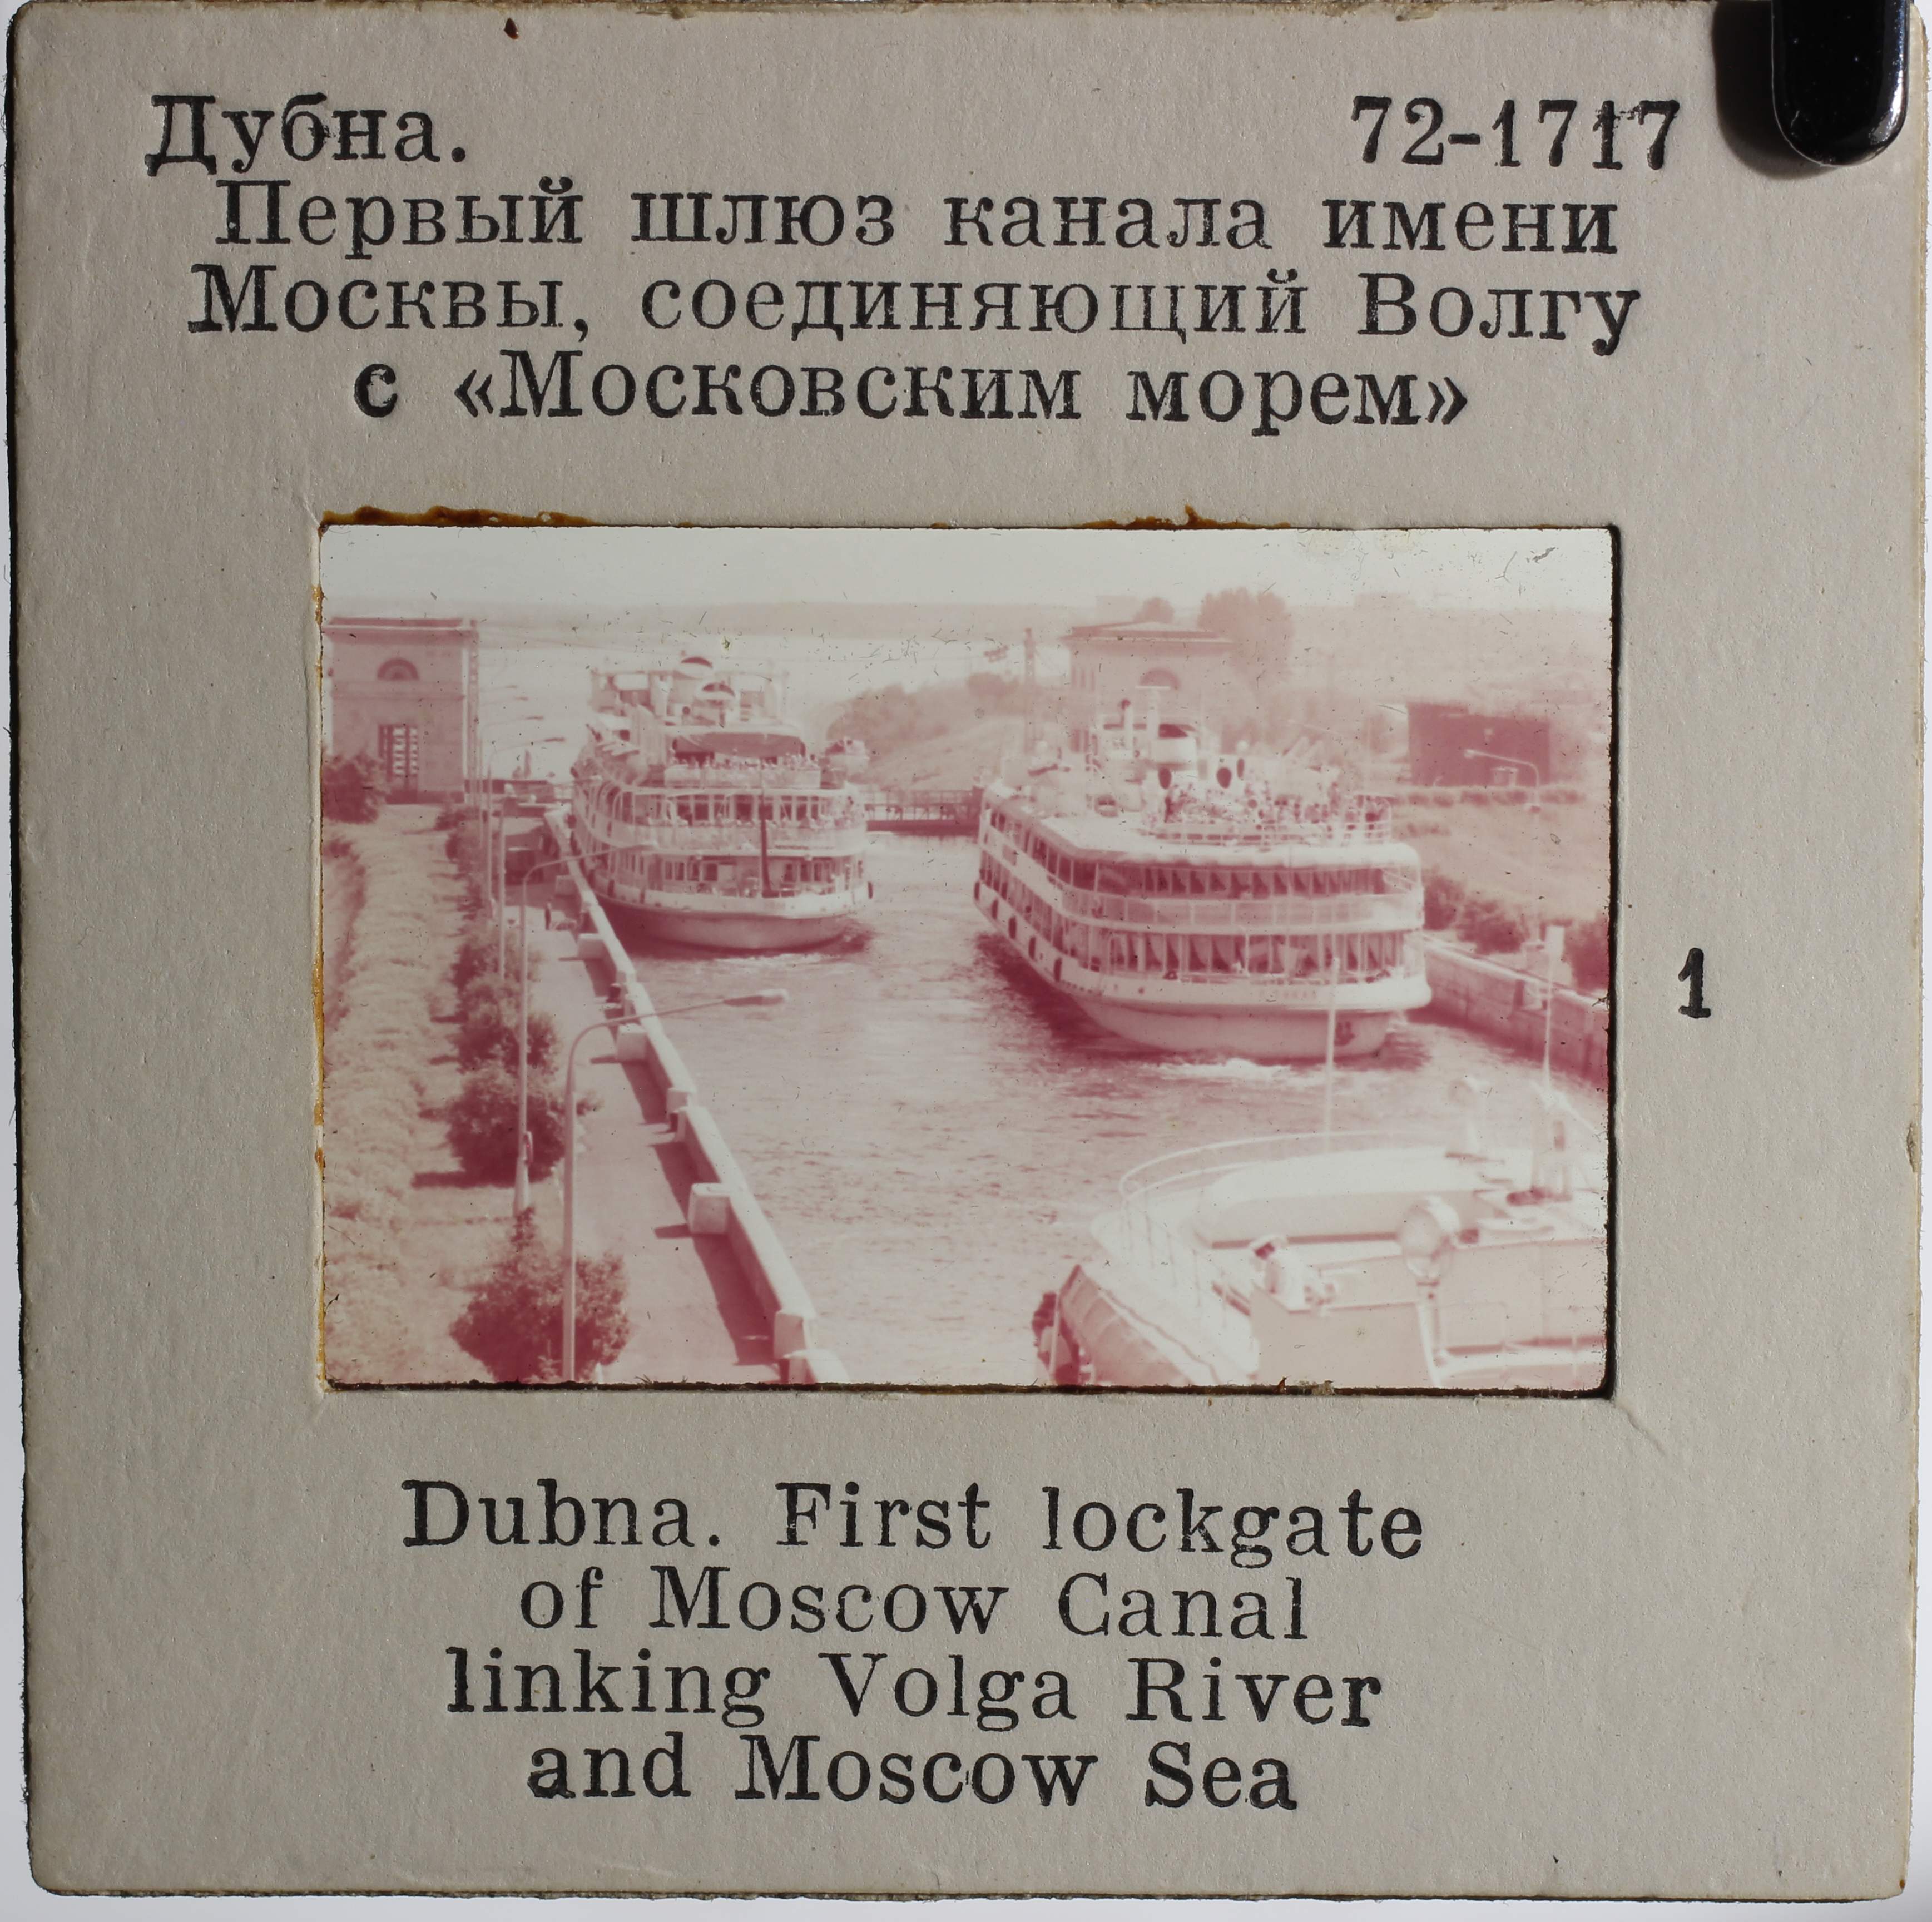 Дубна. 72-1717
Первый шлюз канала имени
Москвы, соединяющий Волгу
с «Московским морем»
1
Dubna. First lockgate
of Moscow Canal
linking Volga River
and Moscow Sea